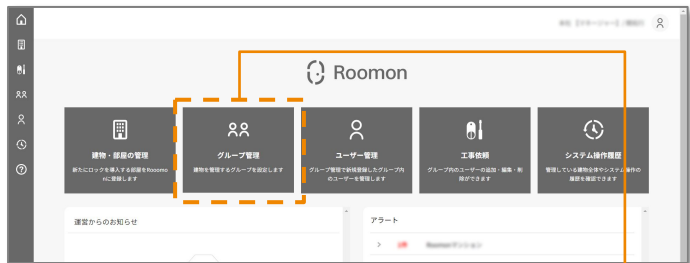 Roomon
建物・部屋の管理
新たにロックを導入する部屋をRooomo
nに登録します
グループ管理
建物を管理するグループを設定します
ユーザー管理
グループ管理で新規登録したグループ内
のユーザーを管理します
工事依頼
グループ内のユーザーの追加・編集・削
除ができます
システム操作履歴
管理している建物全体やシステム操作の
履歴を確認できます
運営からのお知らせ
アラート